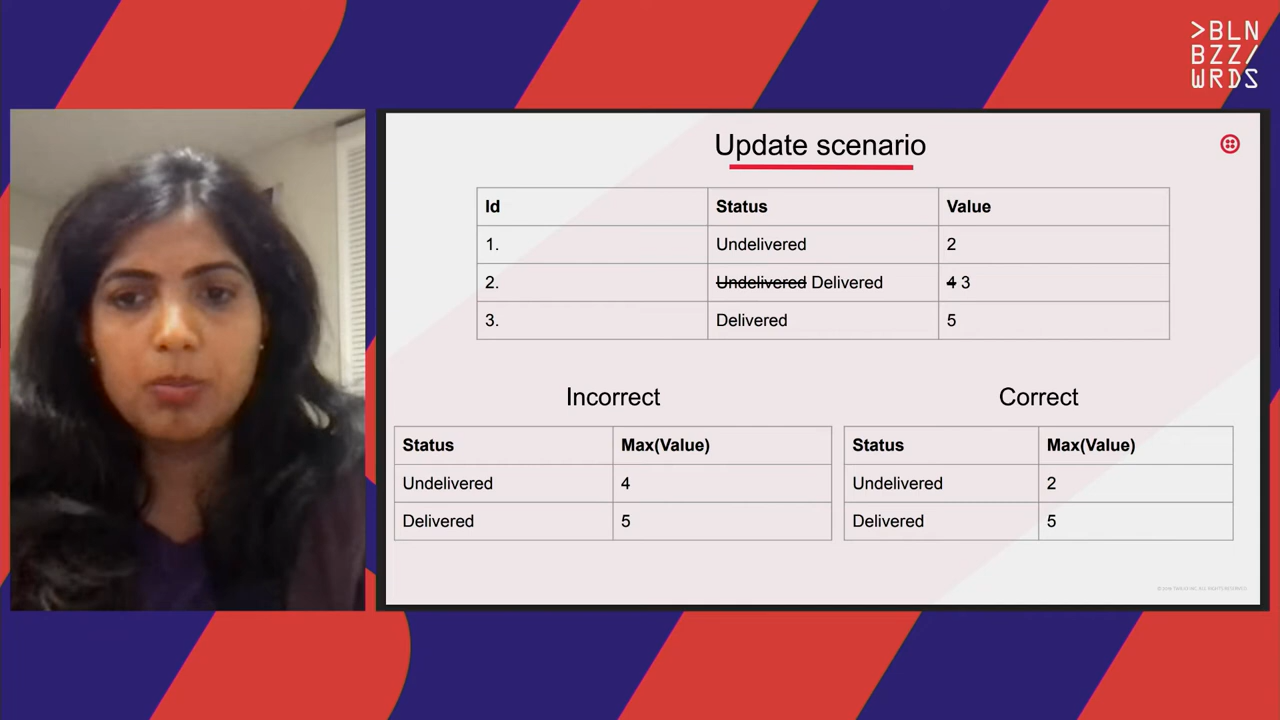 >BLN
BZZ/
WRDS
Update scenario
Id Status Value
1. Undelivered 2
2. Undelivered Delivered 4 3
3. Delivered 5
Incorrect
Status Max(Value)
Undelivered 4
Delivered 5
Correct
Status Max(Value)
Undelivered 2
Delivered 5